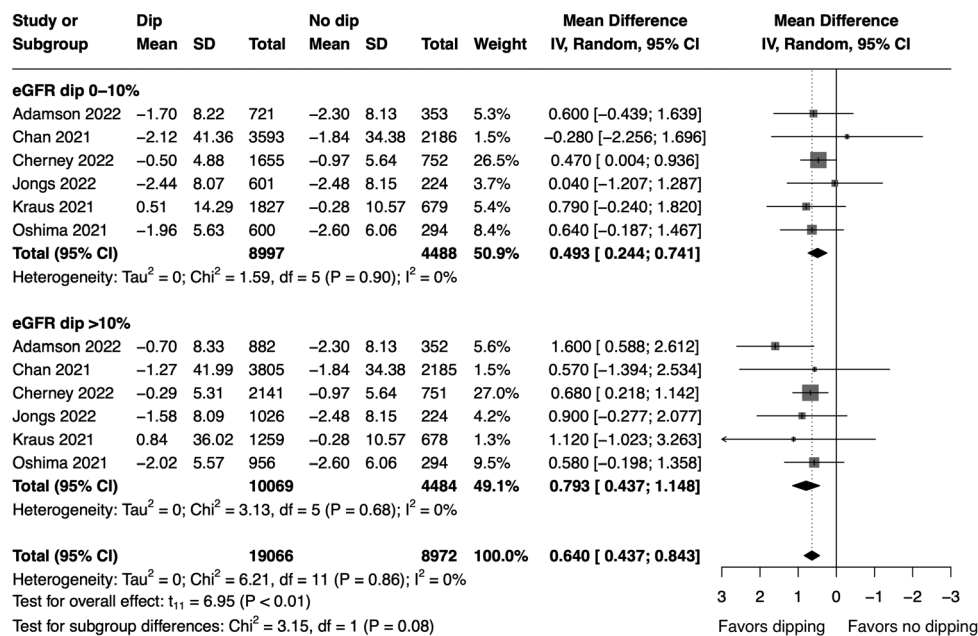 Study or Dip No dip Mean Difference Mean Difference
Subgroup Mean SD Total Mean SD Total Weight IV, Random, 95% CI IV, Random, 95% CI
eGFR dip 0–10%
Adamson 2022 −1.70 8.22 721 −2.30 8.13 353 5.3% 0.600 [−0.439; 1.639]
Chan 2021 −2.12 41.36 3593 −1.84 34.38 2186 1.5% −0.280 [−2.256; 1.696]
Cherney 2022 −0.50 4.88 1655 −0.97 5.64 752 26.5% 0.470 [ 0.004; 0.936]
Jongs 2022 −2.44 8.07 601 −2.48 8.15 224 3.7% 0.040 [−1.207; 1.287]
Kraus 2021 0.51 14.29 1827 −0.28 10.57 679 5.4% 0.790 [−0.240; 1.820]
Oshima 2021 −1.96 5.63 600 −2.60 6.06 294 8.4% 0.640 [−0.187; 1.467]
Total (95% CI) 8997 4488 50.9% 0.493 [ 0.244; 0.741]
Heterogeneity: Tau² = 0; Chi² = 1.59, df = 5 (P = 0.90); I² = 0%
eGFR dip >10%
Adamson 2022 −0.70 8.33 882 −2.30 8.13 352 5.6% 1.600 [ 0.588; 2.612]
Chan 2021 −1.27 41.99 3805 −1.84 34.38 2185 1.5% 0.570 [−1.394; 2.534]
Cherney 2022 −0.29 5.31 2141 −0.97 5.64 751 27.0% 0.680 [ 0.218; 1.142]
Jongs 2022 −1.58 8.09 1026 −2.48 8.15 224 4.2% 0.900 [−0.277; 2.077]
Kraus 2021 0.84 36.02 1259 −0.28 10.57 678 1.3% 1.120 [−1.023; 3.263]
Oshima 2021 −2.02 5.57 956 −2.60 6.06 294 9.5% 0.580 [−0.198; 1.358]
Total (95% CI) 10069 4484 49.1% 0.793 [ 0.437; 1.148]
Heterogeneity: Tau² = 0; Chi² = 3.13, df = 5 (P = 0.68); I² = 0%
Total (95% CI) 19066 8972 100.0% 0.640 [ 0.437; 0.843]
Heterogeneity: Tau² = 0; Chi² = 6.21, df = 11 (P = 0.86); I² = 0%
Test for overall effect: t₁₁ = 6.95 (P < 0.01)
3 2 1 0 −1 −2 −3
Test for subgroup differences: Chi² = 3.15, df = 1 (P = 0.08)
Favors dipping Favors no dipping